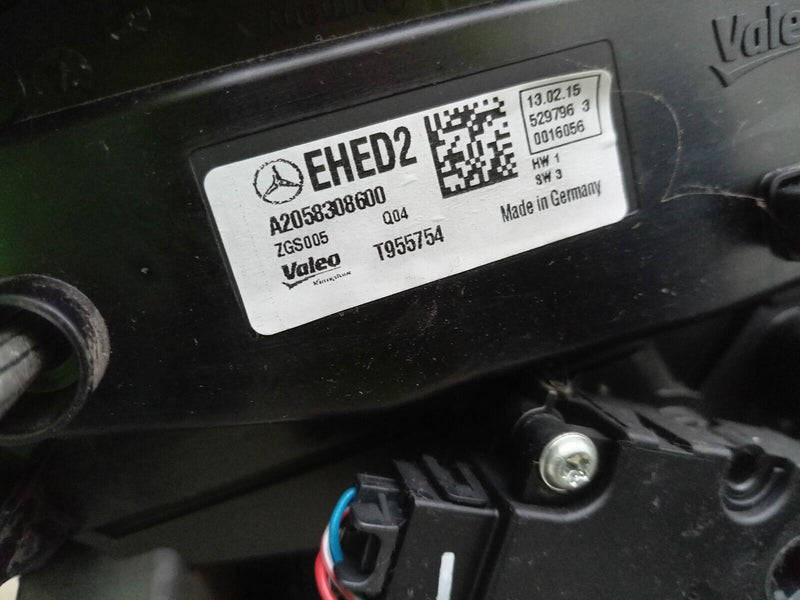 Valeo
EHED2
A2058308600
ZGS005 Q04
Valeo T955754
13.02.15
529796 3
0016056
HW 1
SW 3
Made in Germany